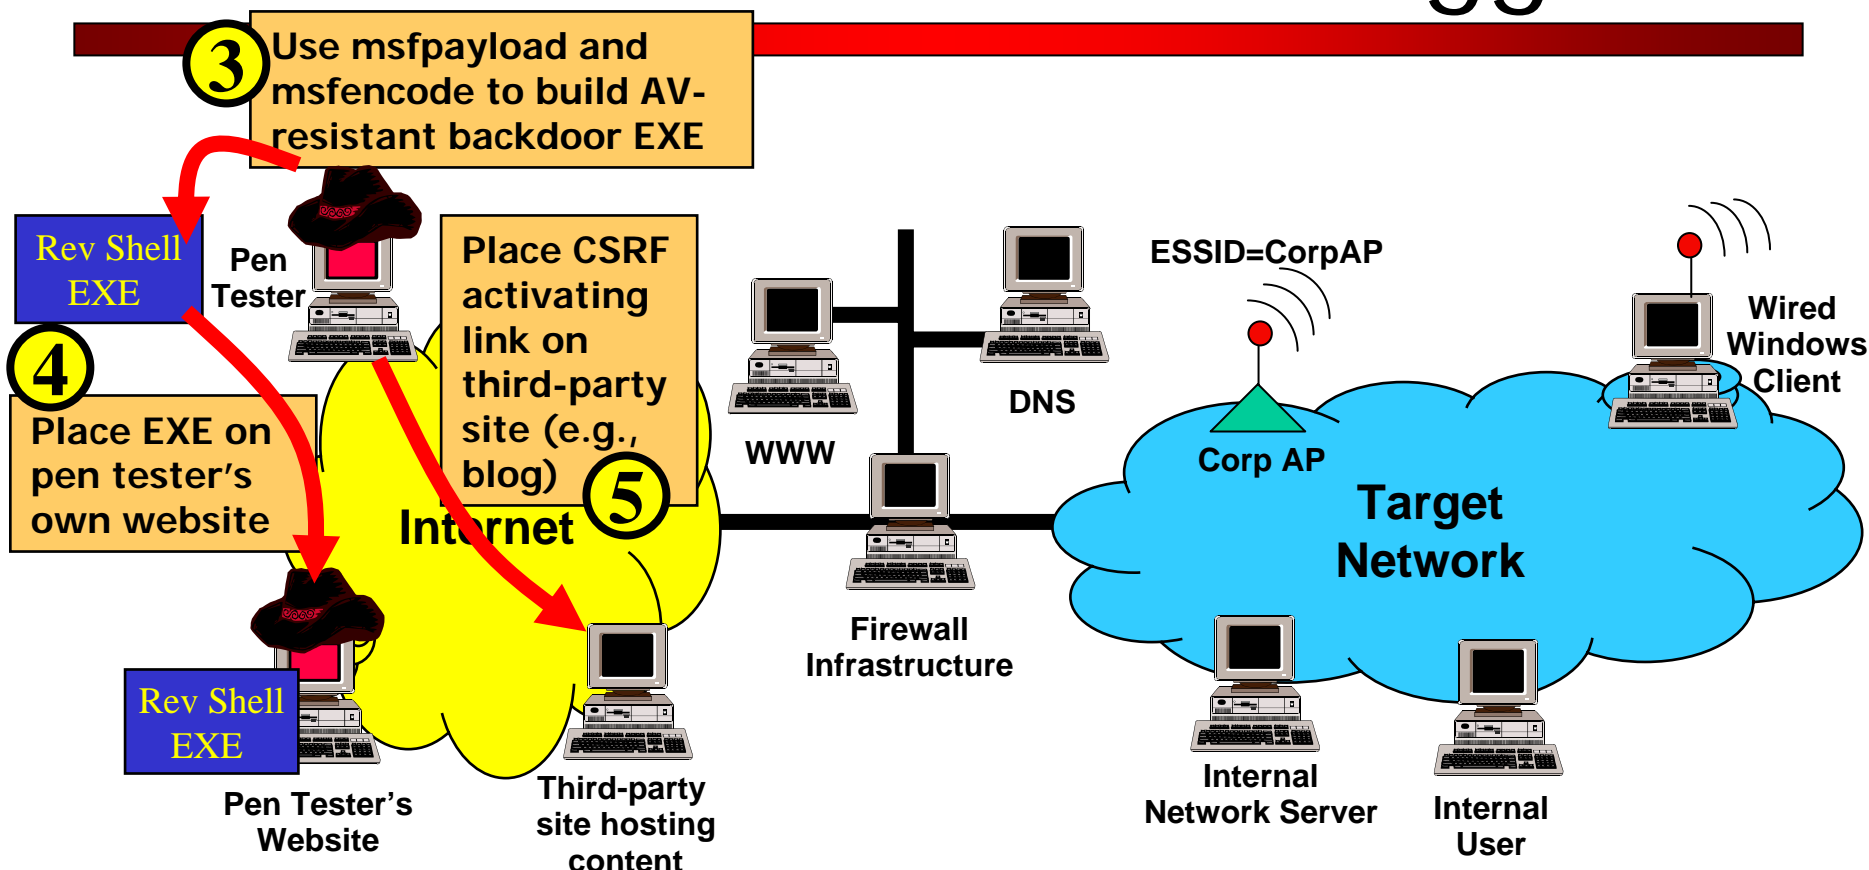 3
Use msfpayload and
msfencode to build AV-
resistant backdoor EXE
Rev Shell
EXE
Pen
Tester
4
Place EXE on
pen tester's
own website
Place CSRF
activating
link on
third-party
site (e.g.,
blog)
5
Internet
WWW
DNS
ESSID=CorpAP
Corp AP
Wired
Windows
Client
Target
Network
Firewall
Infrastructure
Rev Shell
EXE
Pen Tester's
Website
Third-party
site hosting
content
Internal
Network Server
Internal
User